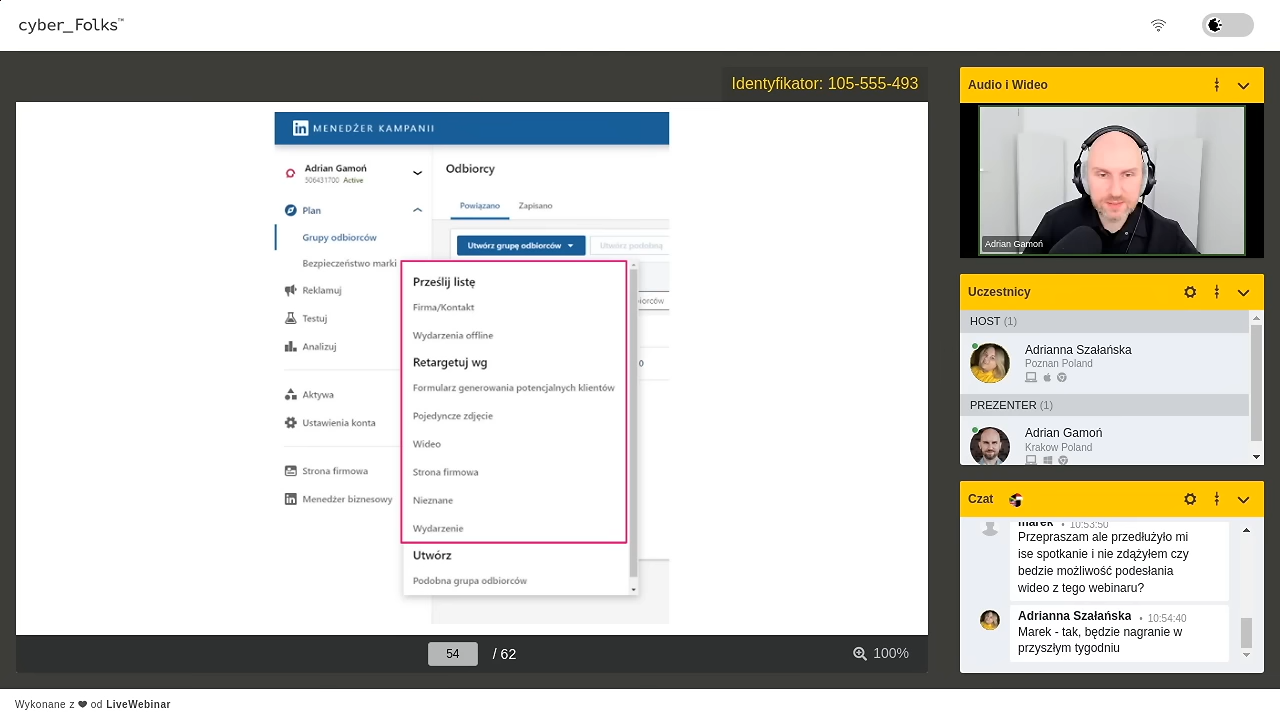 cyber_Folks™
Identyfikator: 105-555-493
in MENEDŻER KAMPANII
Adrian Gamoń
506431700 Active
Plan
Grupy odbiorców
Bezpieczeństwo marki
Reklamuj
Testuj
Analizuj
Aktywa
Ustawienia konta
Strona firmowa
Menedżer biznesowy
Odbiorcy
Powiązano Zapisano
Utwórz grupę odbiorców Utwórz podobną
Prześlij listę
Firma/Kontakt
Wydarzenia offline
Retargetuj wg
Formularz generowania potencjalnych klientów
Pojedyncze zdjęcie
Wideo
Strona firmowa
Nieznane
Wydarzenie
Utwórz
Podobna grupa odbiorców
biorców
0
54 / 62
100%
Audio i Wideo
Adrian Gamoń
Uczestnicy
HOST (1)
Adrianna Szałańska
Poznan Poland
PREZENTER (1)
Adrian Gamoń
Krakow Poland
Czat
marek • 10:53:50
Przepraszam ale przedłużyło mi
ise spotkanie i nie zdążyłem czy
bedzie możliwość podesłania
wideo z tego webinaru?
Adrianna Szałańska • 10:54:40
Marek - tak, będzie nagranie w
przyszłym tygodniu
Wykonane z ❤ od LiveWebinar